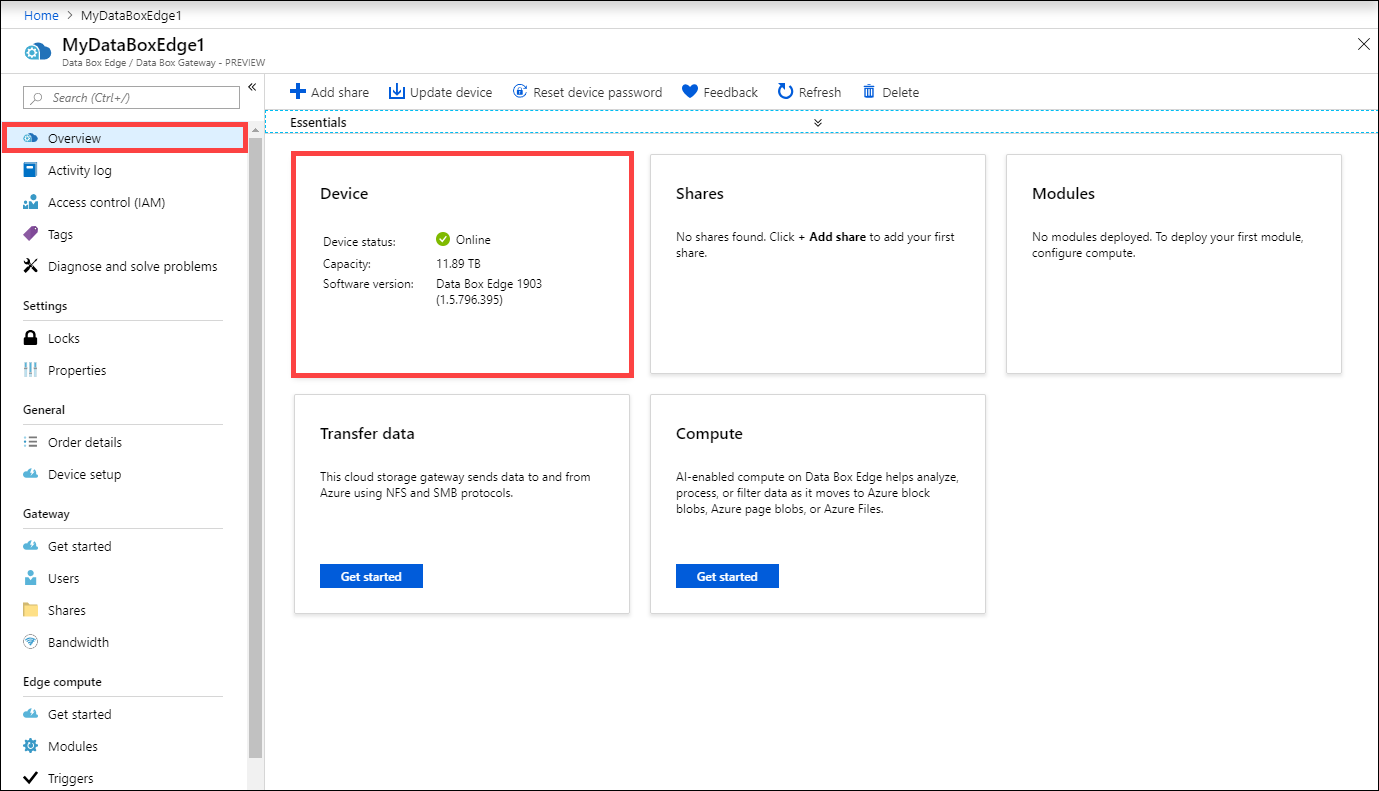 Home > MyDataBoxEdge1
MyDataBoxEdge1
Data Box Edge / Data Box Gateway - PREVIEW
Search (Ctrl+/)
Overview
Activity log
Access control (IAM)
Tags
Diagnose and solve problems
Settings
Locks
Properties
General
Order details
Device setup
Gateway
Get started
Users
Shares
Bandwidth
Edge compute
Get started
Modules
Triggers
Add share
Update device
Reset device password
Feedback
Refresh
Delete
Essentials
Device
Device status: Online
Capacity: 11.89 TB
Software version: Data Box Edge 1903
(1.5.796.395)
Shares
No shares found. Click + Add share to add your first
share.
Modules
No modules deployed. To deploy your first module,
configure compute.
Transfer data
This cloud storage gateway sends data to and from
Azure using NFS and SMB protocols.
Get started
Compute
AI-enabled compute on Data Box Edge helps analyze,
process, or filter data as it moves to Azure block
blobs, Azure page blobs, or Azure Files.
Get started